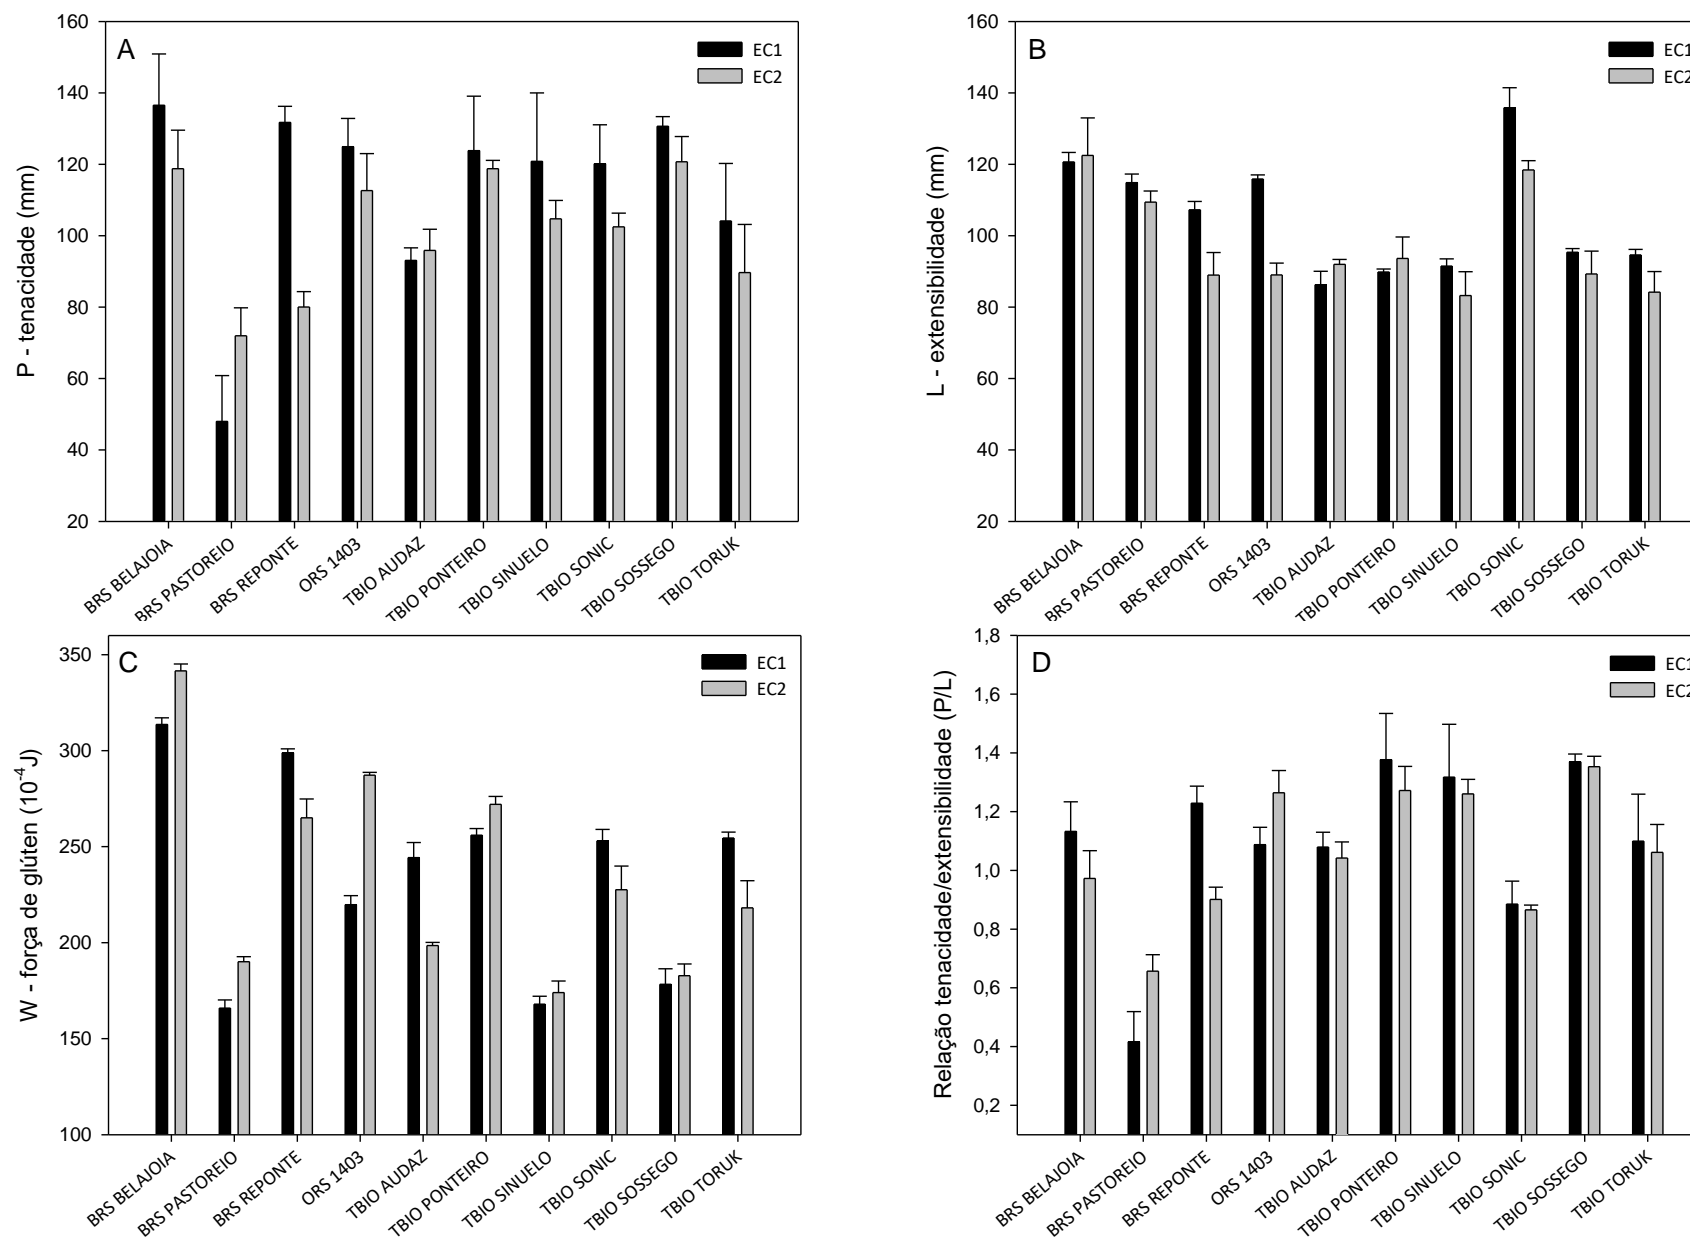 A
EC1
EC2
P - tenacidade (mm)
160
140
120
100
80
60
40
20
BRS BELAJOIA
BRS PASTOREIO
BRS REPONTE
ORS 1403
TBIO AUDAZ
TBIO PONTEIRO
TBIO SINUELO
TBIO SONIC
TBIO SOSSEGO
TBIO TORUK
B
EC1
EC2
L - extensibilidade (mm)
160
140
120
100
80
60
40
20
BRS BELAJOIA
BRS PASTOREIO
BRS REPONTE
ORS 1403
TBIO AUDAZ
TBIO PONTEIRO
TBIO SINUELO
TBIO SONIC
TBIO SOSSEGO
TBIO TORUK
C
EC1
EC2
W - força de glúten (10⁻⁴J)
350
300
250
200
150
100
BRS BELAJOIA
BRS PASTOREIO
BRS REPONTE
ORS 1403
TBIO AUDAZ
TBIO PONTEIRO
TBIO SINUELO
TBIO SONIC
TBIO SOSSEGO
TBIO TORUK
D
EC1
EC2
Relação tenacidade/extensibilidade (P/L)
1,8
1,6
1,4
1,2
1,0
0,8
0,6
0,4
0,2
BRS BELAJOIA
BRS PASTOREIO
BRS REPONTE
ORS 1403
TBIO AUDAZ
TBIO PONTEIRO
TBIO SINUELO
TBIO SONIC
TBIO SOSSEGO
TBIO TORUK